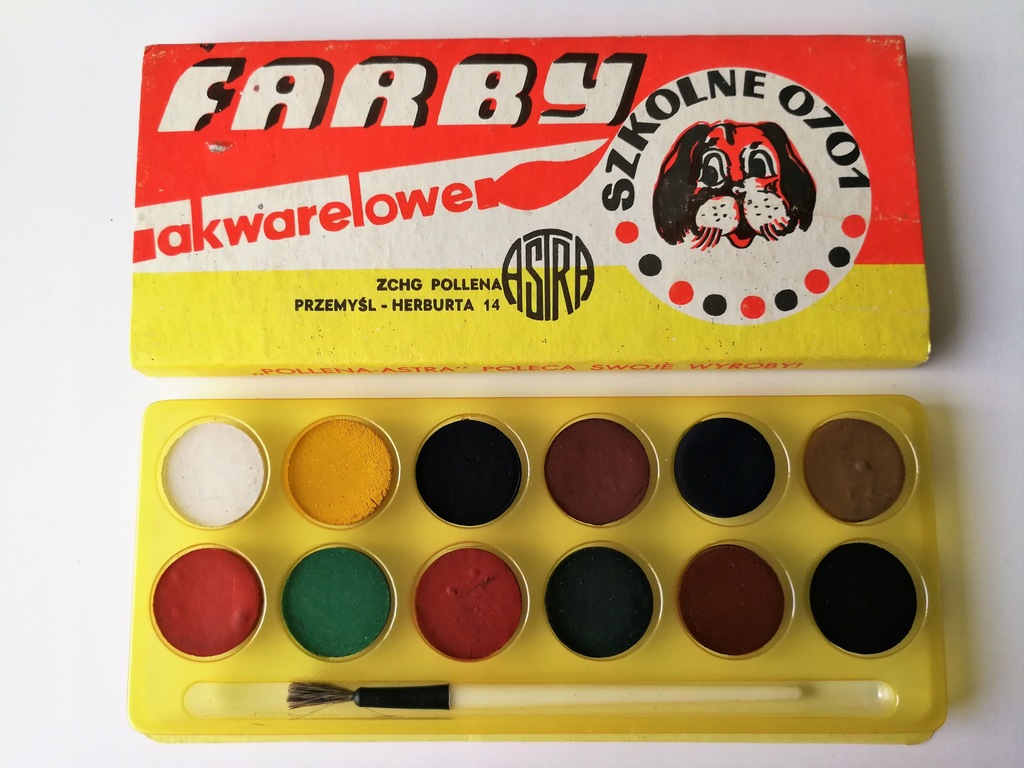 FARBY
akwarelowe
SZKOLNE 0701
ASTRA
ZCHG POLLENA
PRZEMYŚL - HERBURTA 14
„POLLENA-ASTRA" POLECA SWOJE WYROBY!